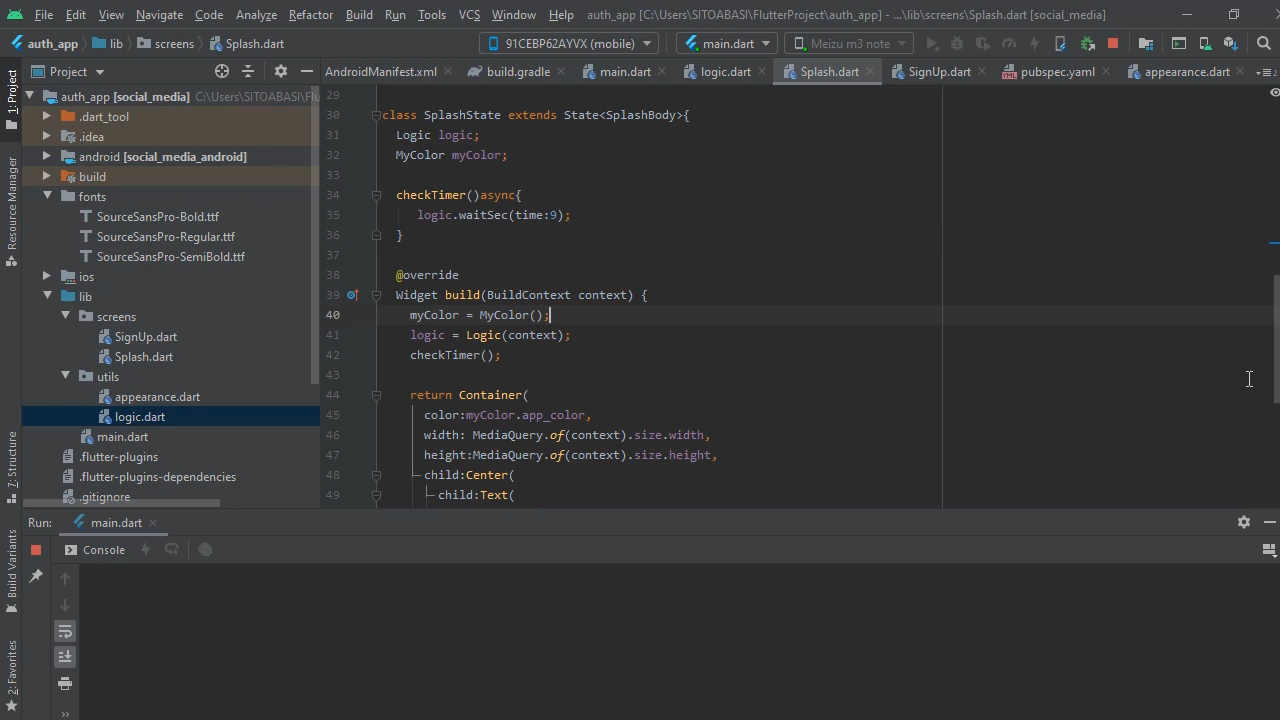 File Edit View Navigate Code Analyze Refactor Build Run Tools VCS Window Help auth_app [C:\Users\SITOABASI\FlutterProject\auth_app] - ...\lib\screens\Splash.dart [social_media]
auth_app lib screens Splash.dart 91CEBP62AYVX (mobile) main.dart Meizu m3 note
Project AndroidManifest.xml build.gradle main.dart logic.dart Splash.dart SignUp.dart pubspec.yaml appearance.dart
1: Project
Resource Manager
7: Structure
Build Variants
2: Favorites
auth_app [social_media] C:\Users\SITOABASI\Flu
.dart_tool
.idea
android [social_media_android]
build
fonts
SourceSansPro-Bold.ttf
SourceSansPro-Regular.ttf
SourceSansPro-SemiBold.ttf
ios
lib
screens
SignUp.dart
Splash.dart
utils
appearance.dart
logic.dart
main.dart
.flutter-plugins
.flutter-plugins-dependencies
.gitignore
29
30 class SplashState extends State<SplashBody>{
31 Logic logic;
32 MyColor myColor;
33
34 checkTimer()async{
35 logic.waitSec(time:9);
36 }
37
38 @override
39 Widget build(BuildContext context) {
40 myColor = MyColor();
41 logic = Logic(context);
42 checkTimer();
43
44 return Container(
45 color:myColor.app_color,
46 width: MediaQuery.of(context).size.width,
47 height:MediaQuery.of(context).size.height,
48 child:Center(
49 child:Text(
Run: main.dart
Console